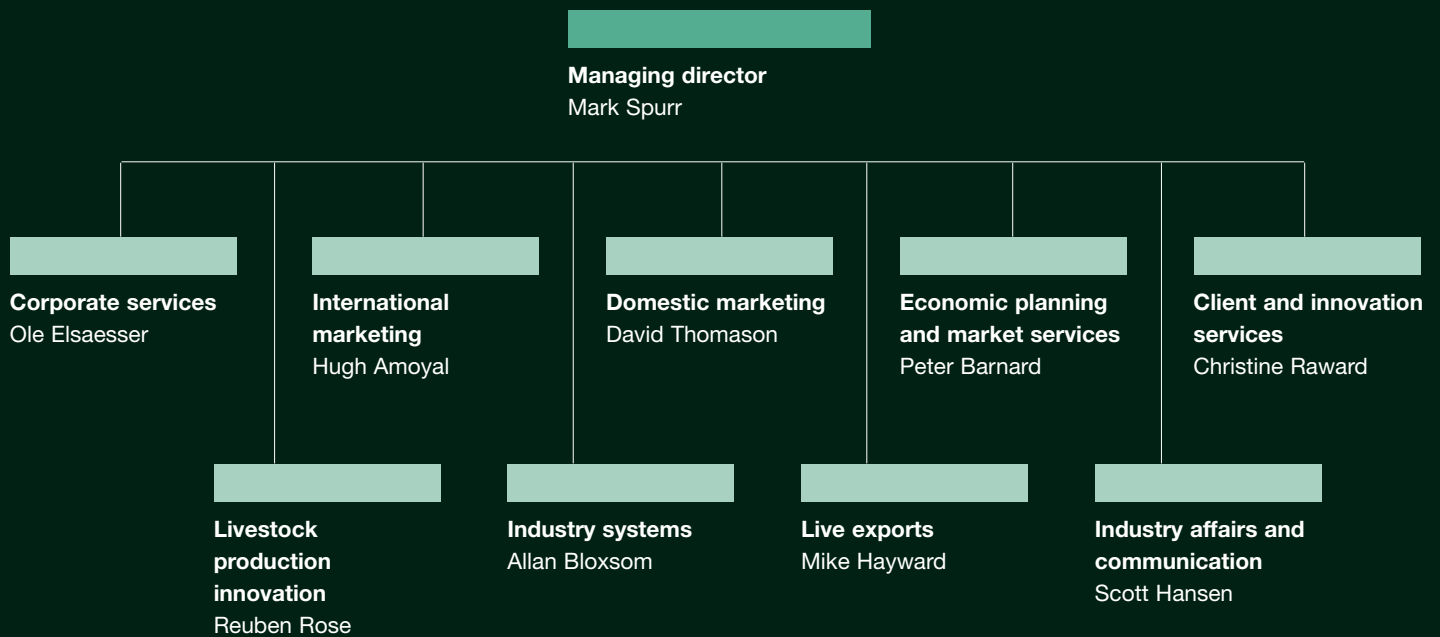 Managing director
Mark Spurr
Corporate services
Ole Elsaesser
International
marketing
Hugh Amoyal
Domestic marketing
David Thomason
Economic planning
and market services
Peter Barnard
Client and innovation
services
Christine Raward
Livestock
production
innovation
Reuben Rose
Industry systems
Allan Bloxsom
Live exports
Mike Hayward
Industry affairs and
communication
Scott Hansen